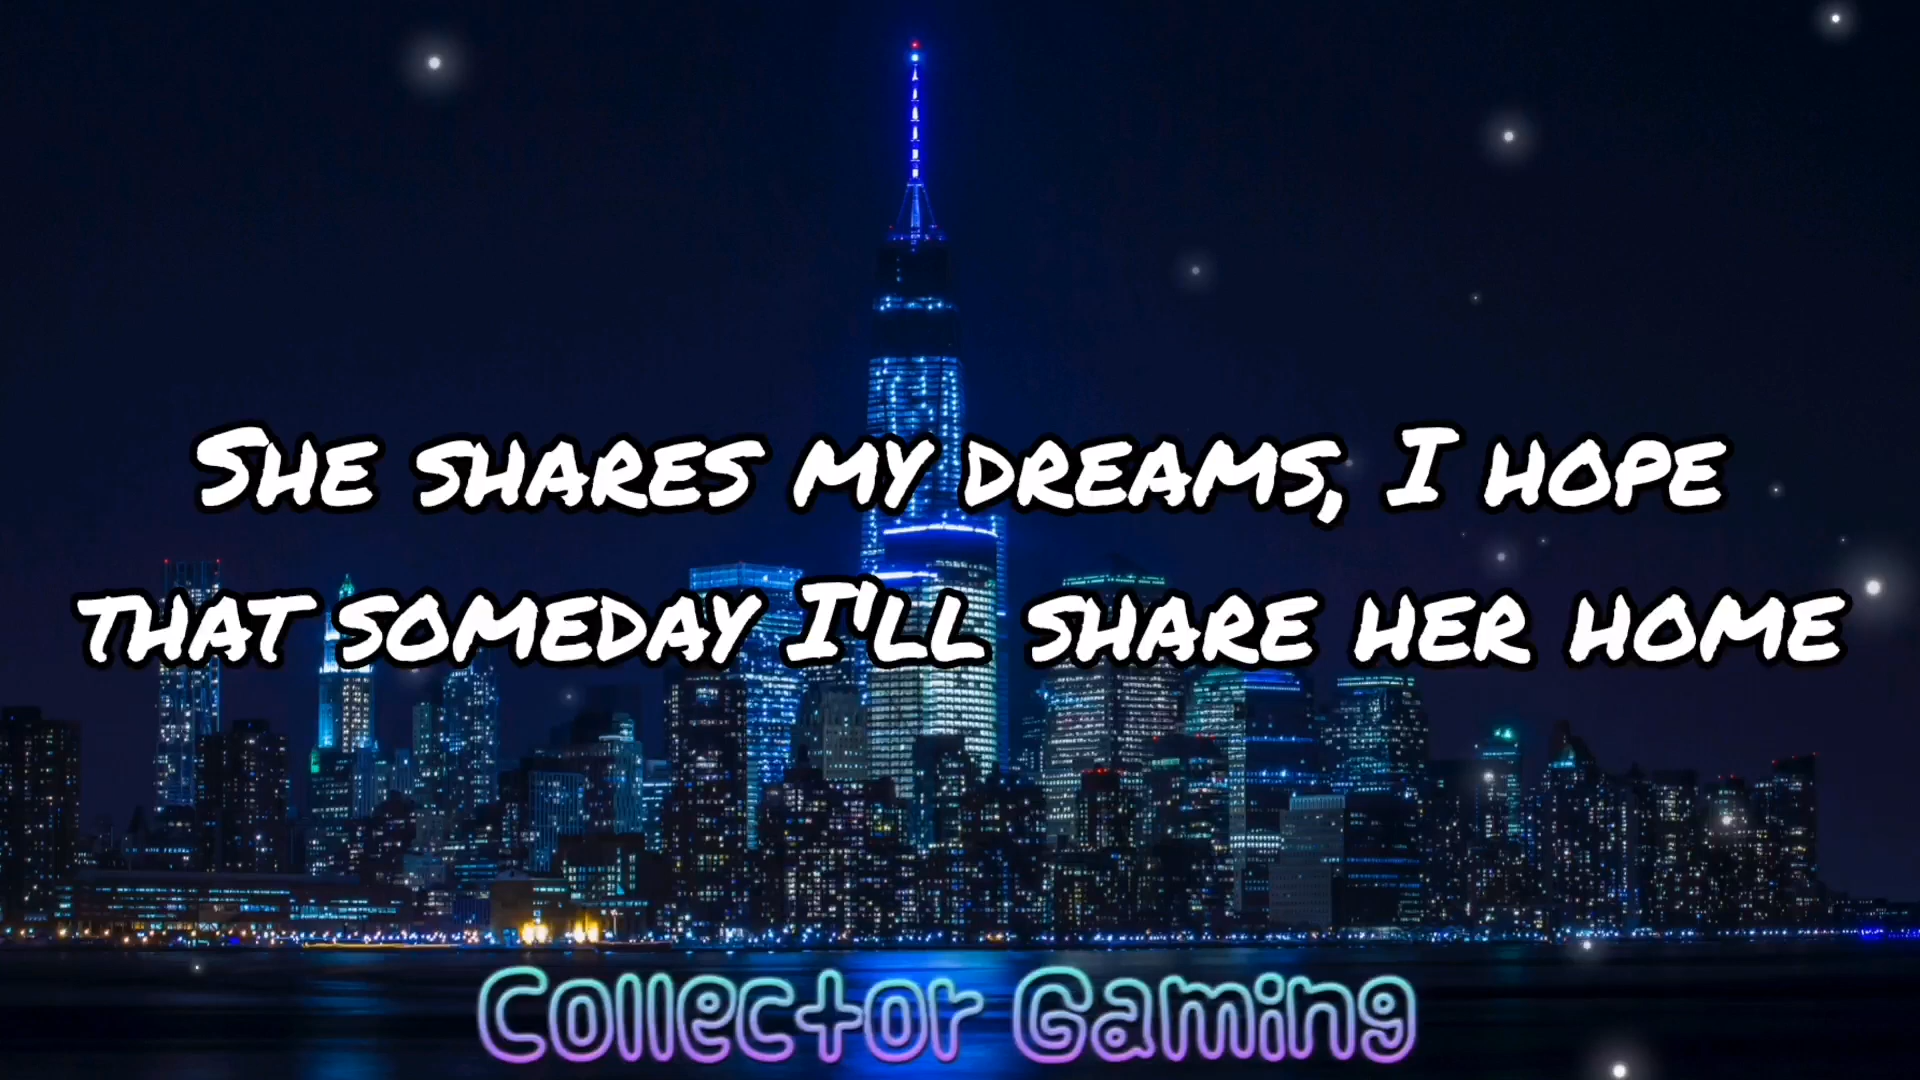 She shares my dreams, I hope
that someday I'll share her home
Collector Gaming